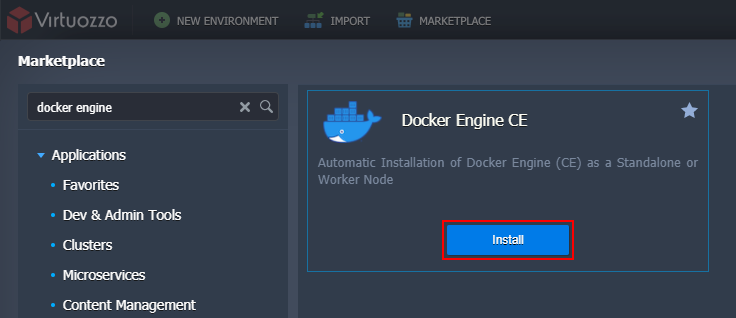 Virtuozzo NEW ENVIRONMENT IMPORT MARKETPLACE
Marketplace
docker engine
Applications
Favorites
Dev & Admin Tools
Clusters
Microservices
Content Management
Docker Engine CE
Automatic Installation of Docker Engine (CE) as a Standalone or
Worker Node
Install